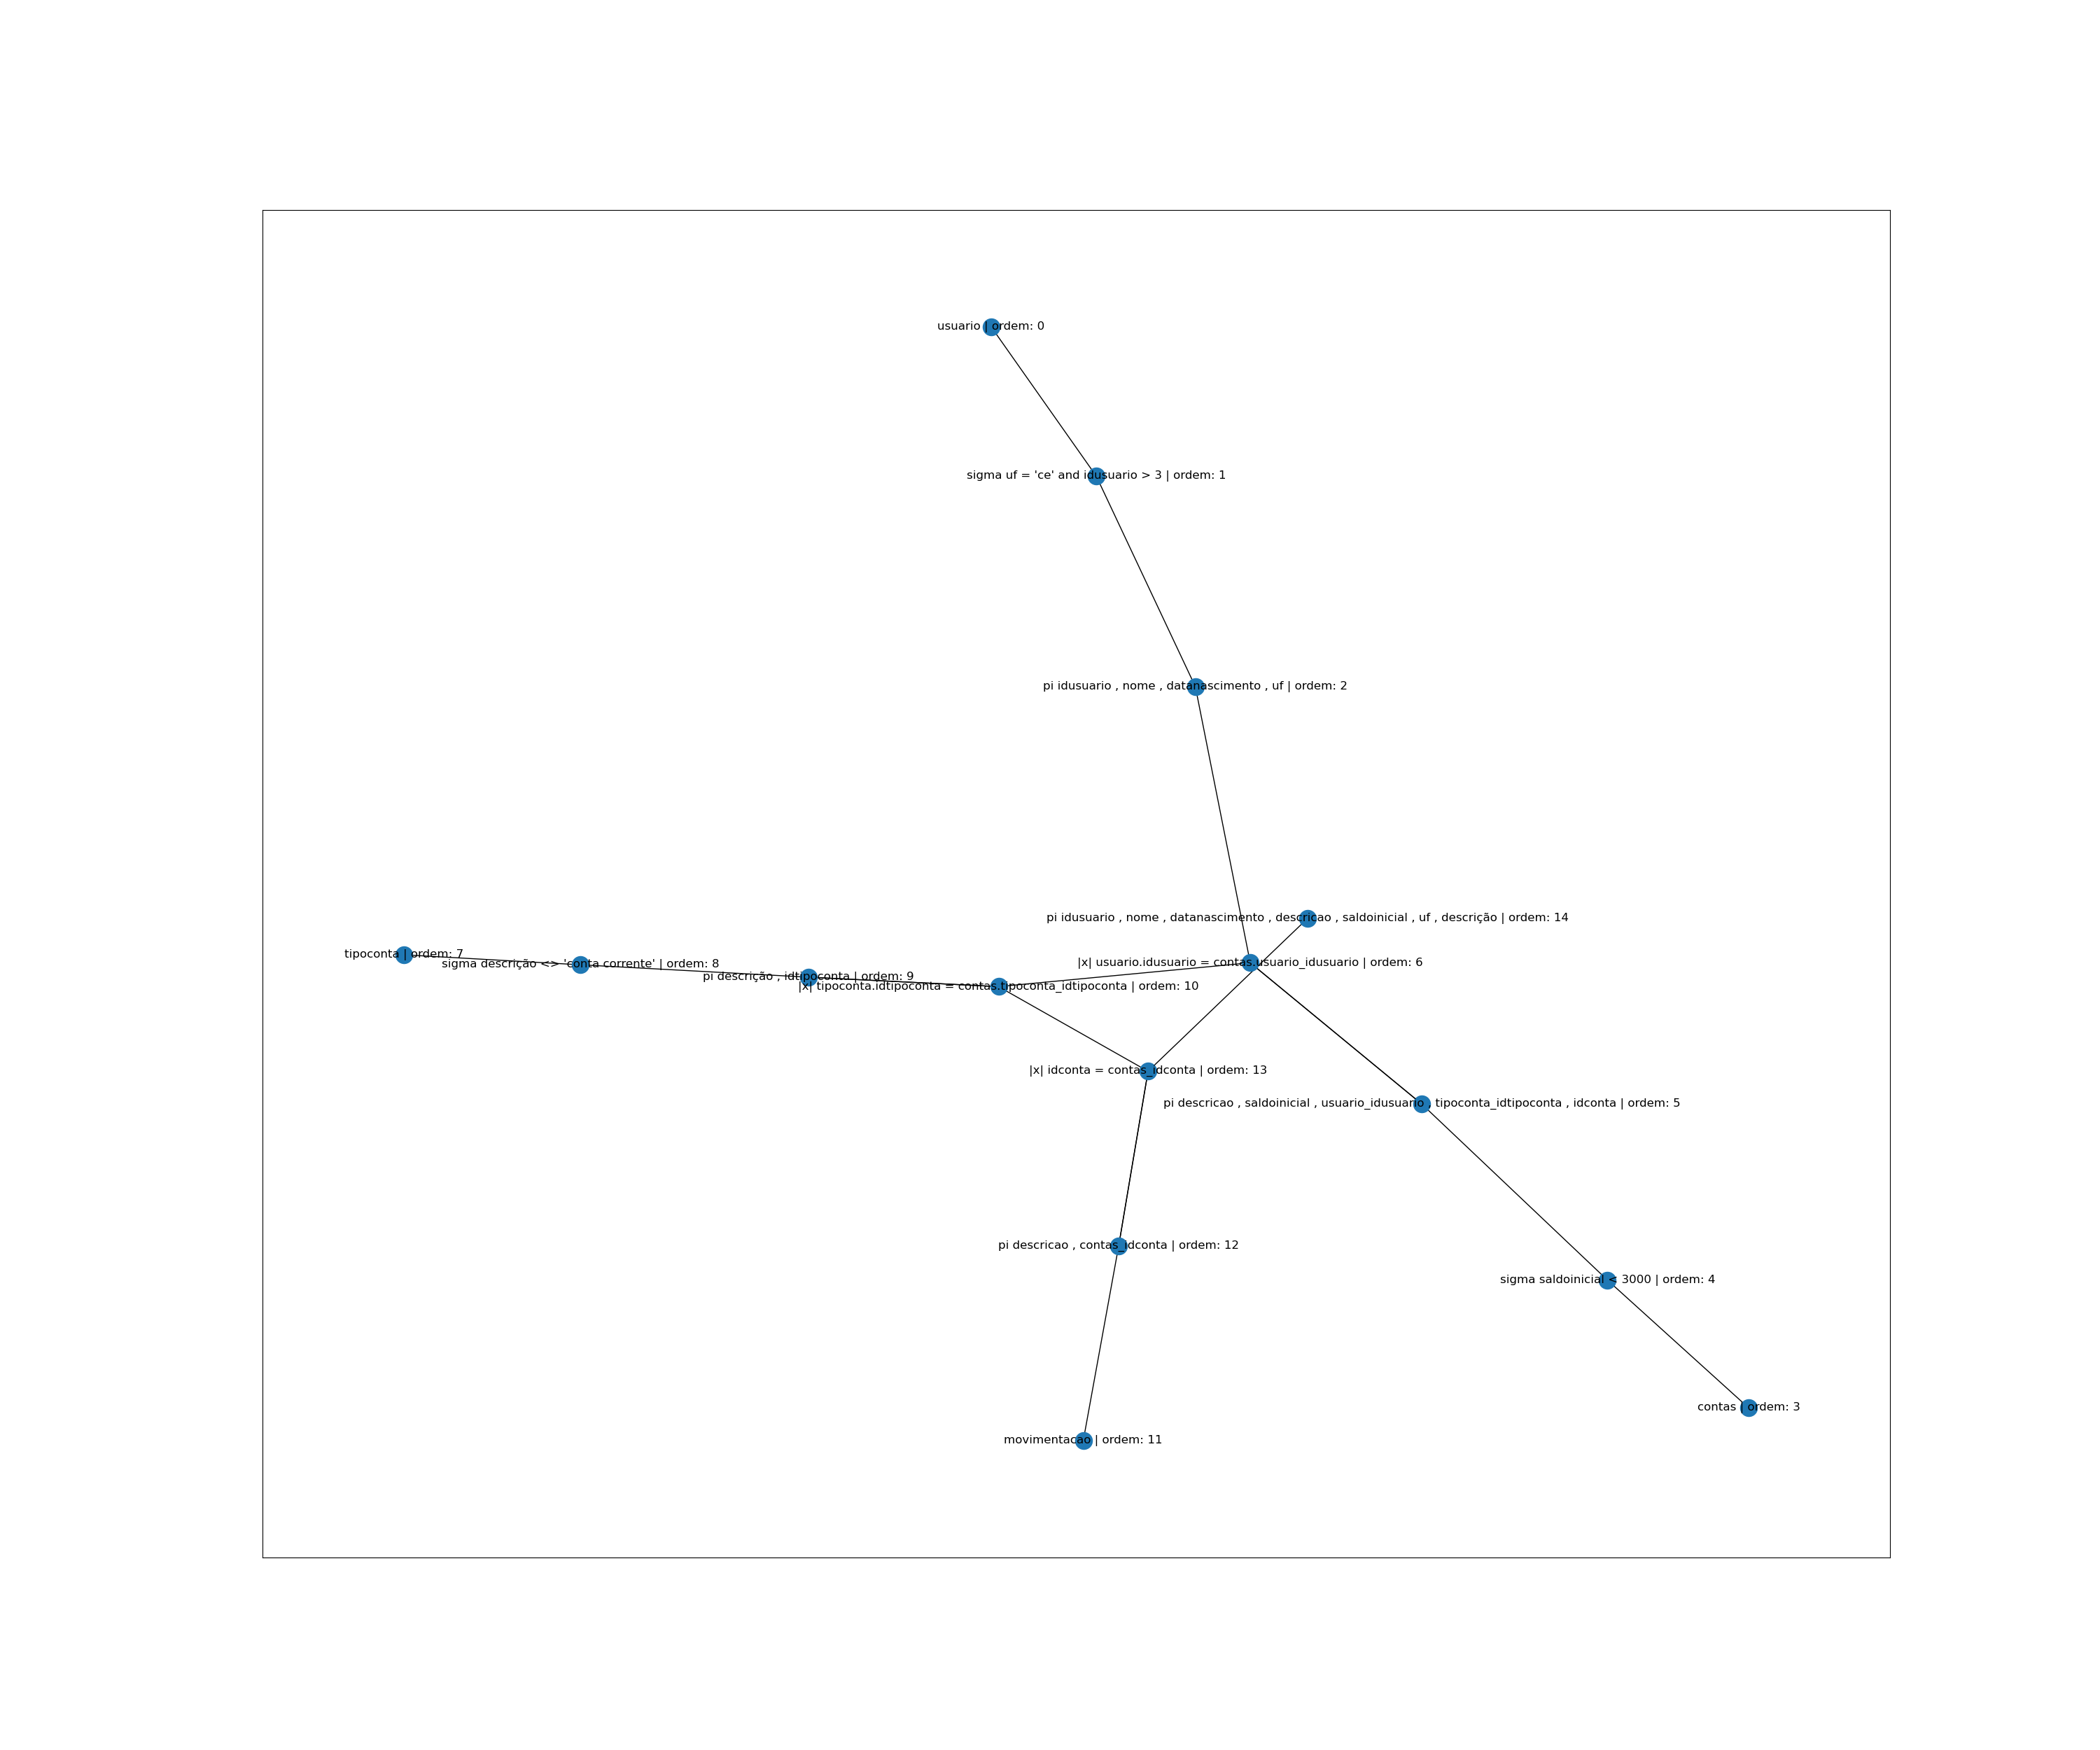 usuario | ordem: 0
sigma uf = 'ce' and idusuario > 3 | ordem: 1
pi idusuario , nome , datanascimento , uf | ordem: 2
pi idusuario , nome , datanascimento , descricao , saldoinicial , uf , descrição | ordem: 14
tipoconta | ordem: 7
|x| usuario.idusuario = contas.usuario_idusuario | ordem: 6
sigma descrição <> 'conta corrente' | ordem: 8
pi descrição , idtipoconta | ordem: 9
|x| tipoconta.idtipoconta = contas.tipoconta_idtipoconta | ordem: 10
|x| idconta = contas_idconta | ordem: 13
pi descricao , saldoinicial , usuario_idusuario , tipoconta_idtipoconta , idconta | ordem: 5
pi descricao , contas_idconta | ordem: 12
sigma saldoinicial < 3000 | ordem: 4
contas | ordem: 3
movimentacao | ordem: 11